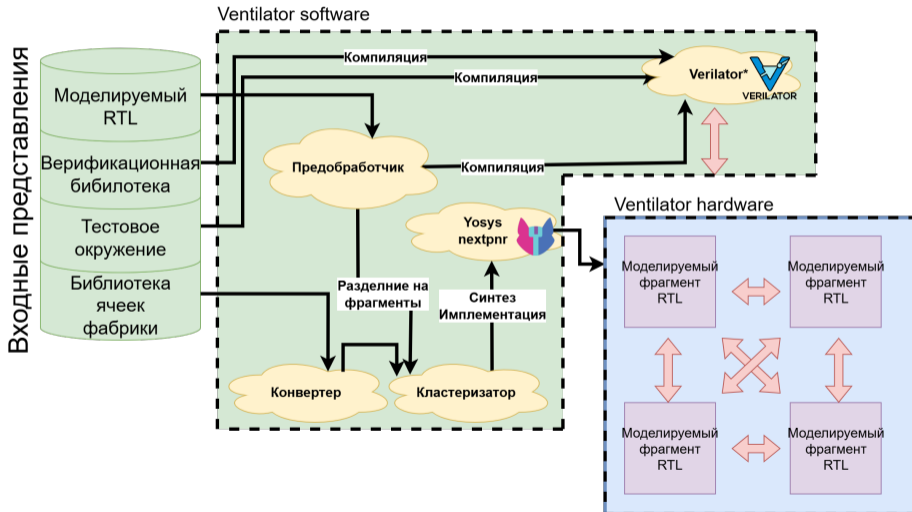 Ventilator software
Входные представления
Моделируемый
RTL
Верификационная
бибилотека
Тестовое
окружение
Библиотека
ячеек
фабрики
Компиляция
Компиляция
Verilator*
VERILATOR
Предобработчик
Компиляция
Yosys
nextpnr
Разделние на
фрагменты
Синтез
Имплементация
Конвертер
Кластеризатор
Ventilator hardware
Моделируемый
фрагмент
RTL
Моделируемый
фрагмент
RTL
Моделируемый
фрагмент
RTL
Моделируемый
фрагмент
RTL